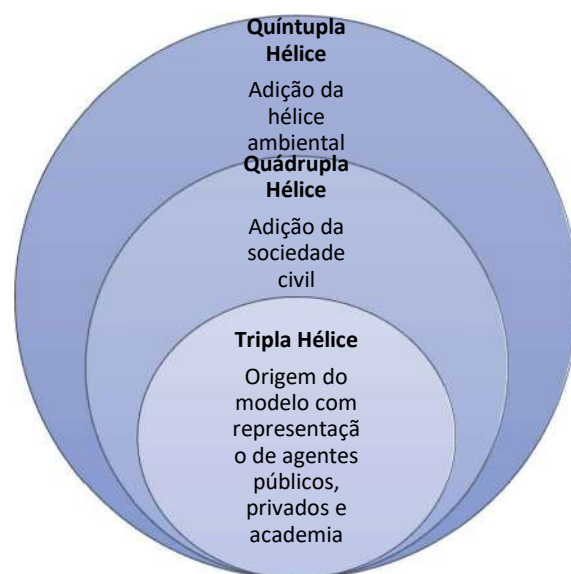 Quíntupla
Hélice
Adição da
hélice
ambiental
Quádrupla
Hélice
Adição da
sociedade
civil
Tripla Hélice
Origem do
modelo com
representaçã
o de agentes
públicos,
privados e
academia